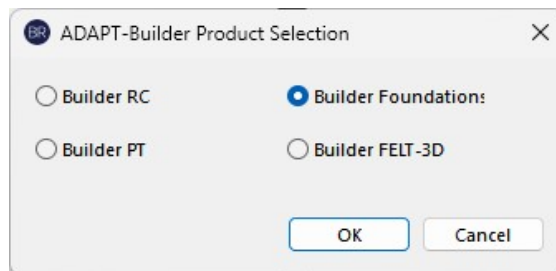 BR ADAPT-Builder Product Selection
Builder RC
Builder Foundations
Builder PT
Builder FELT-3D
OK
Cancel